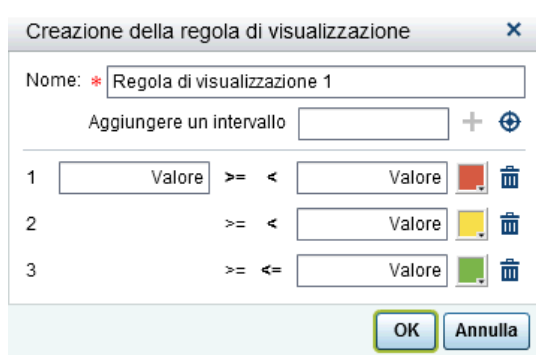 Creazione della regola di visualizzazione ×
Nome: * Regola di visualizzazione 1
Aggiungere un intervallo +
1 Valore >= < Valore
2 >= < Valore
3 >= <= Valore
OK Annulla